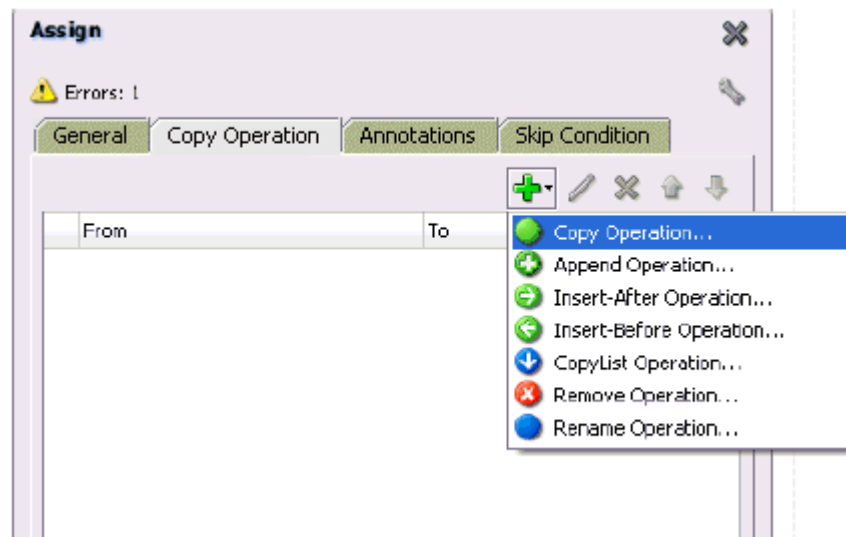 Assign
Errors: 1
General Copy Operation Annotations Skip Condition
From To
Copy Operation...
Append Operation...
Insert-After Operation...
Insert-Before Operation...
CopyList Operation...
Remove Operation...
Rename Operation...